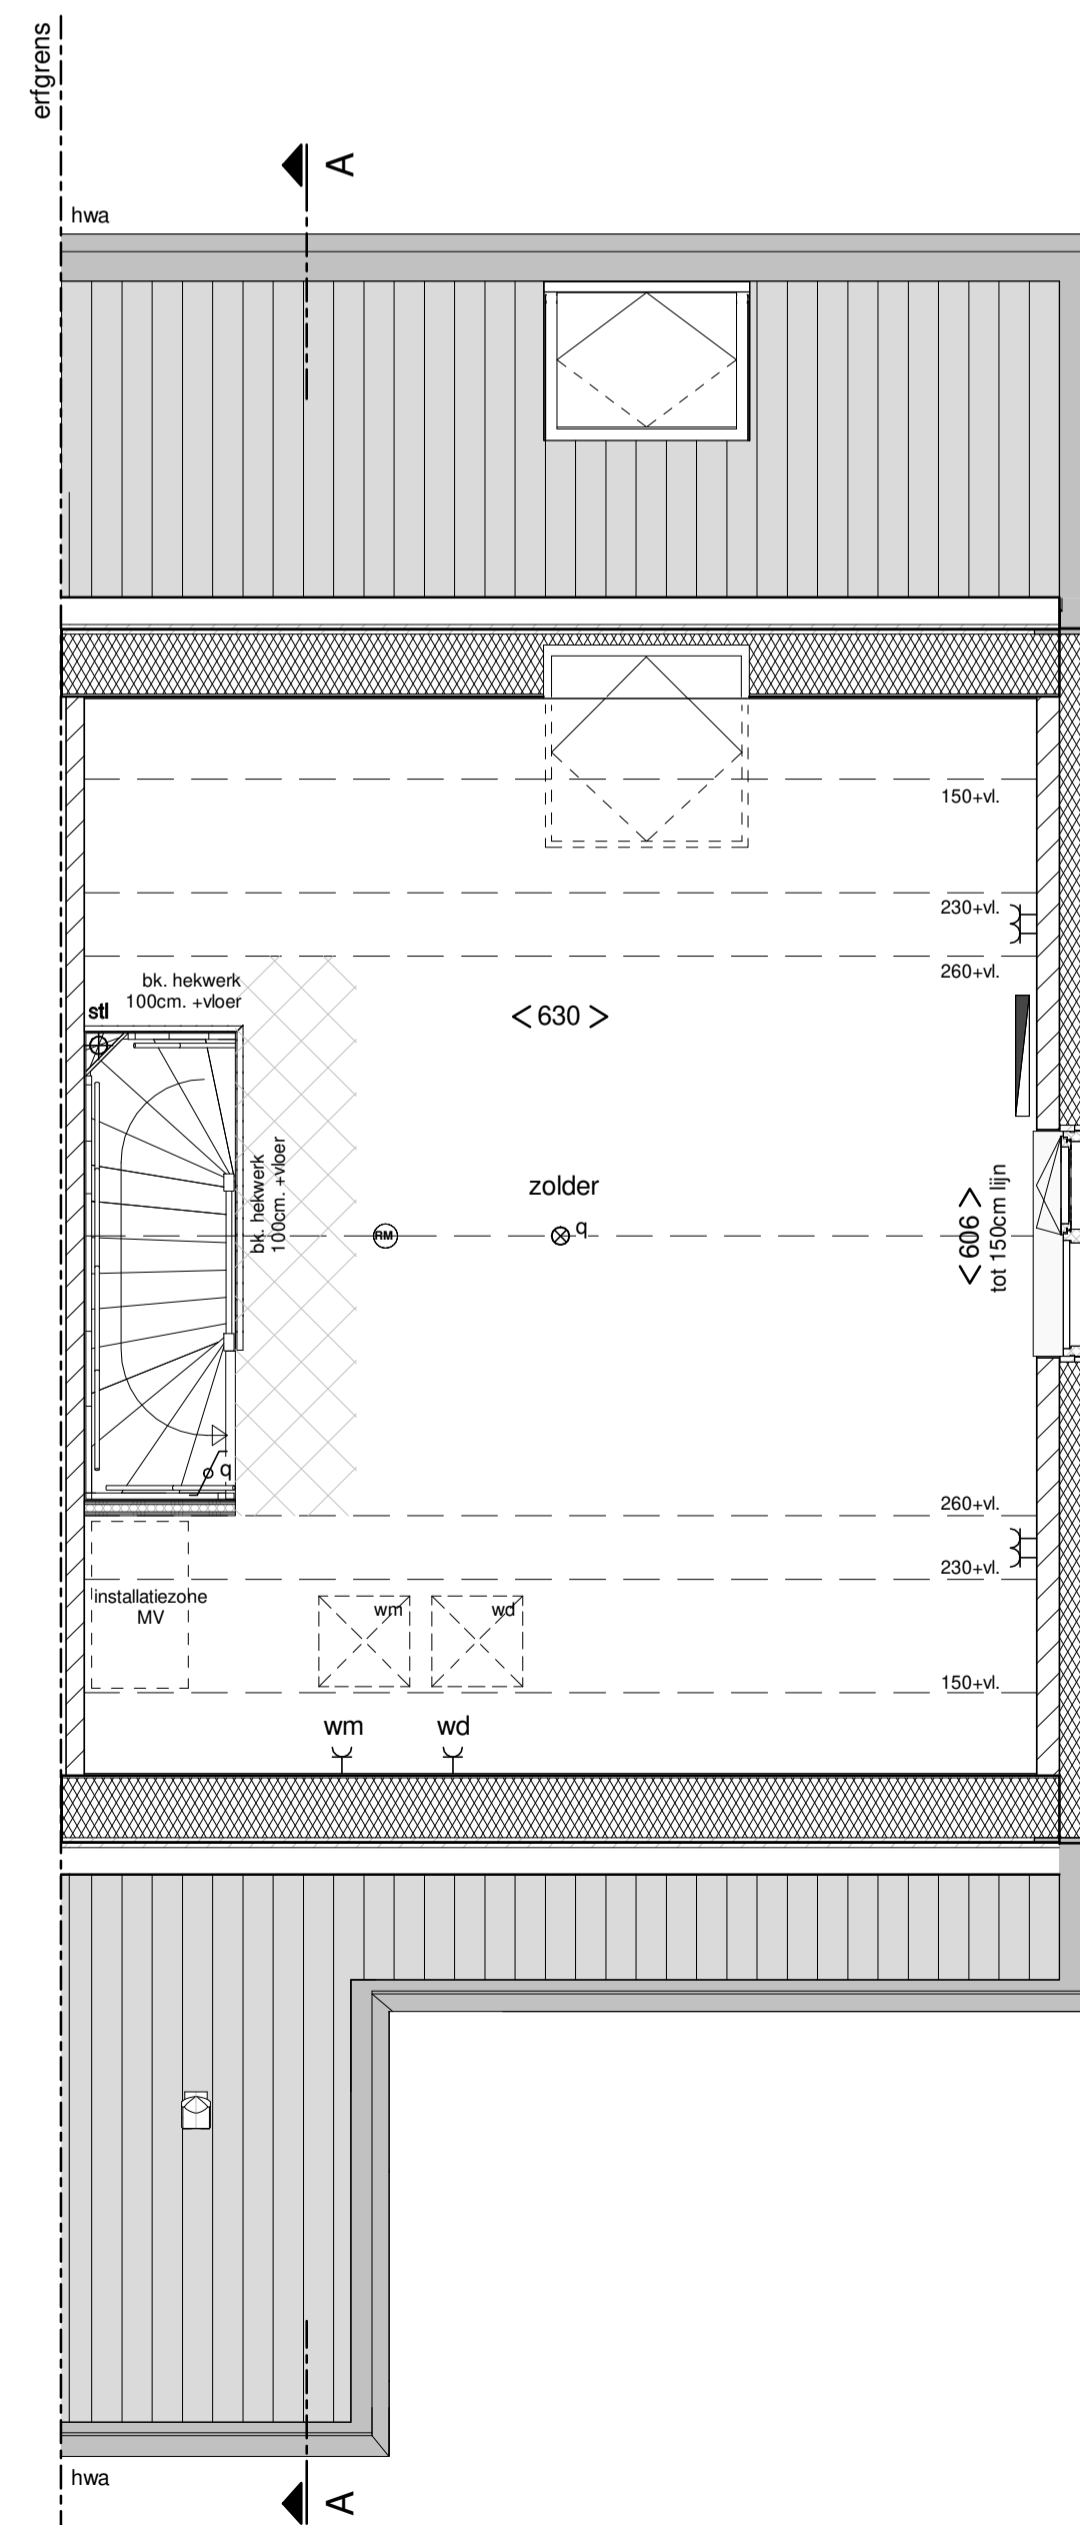 erfgrens
A
hwa
150+vl.
230+vl.
260+vl.
bk. hekwerk
100cm. +vloer
stl
< 630 >
bk. hekwerk
100cm. +vloer
zolder
RM
q
< 606 >
tot 150cm lijn
q
260+vl.
230+vl.
installatiezone
MV
wm
wd
150+vl.
wm
wd
hwa
A